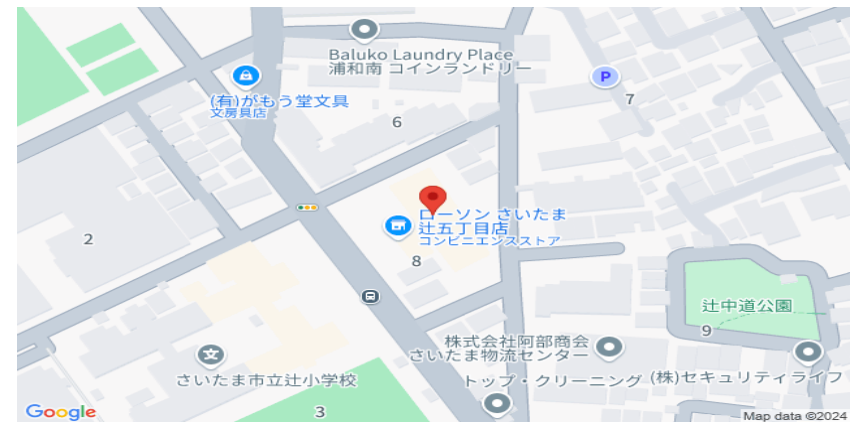 Baluko Laundry Place
浦和南 コインランドリー
P
7
(有)がもう堂文具
文房具店
6
ローソン さいたま
辻五丁目店
コンビニエンスストア
2
8
辻中道公園
9
株式会社阿部商会
さいたま物流センター
文
さいたま市立辻小学校
トップ・クリーニング
(株)セキュリティライフ
3
Google
Map data ©2024